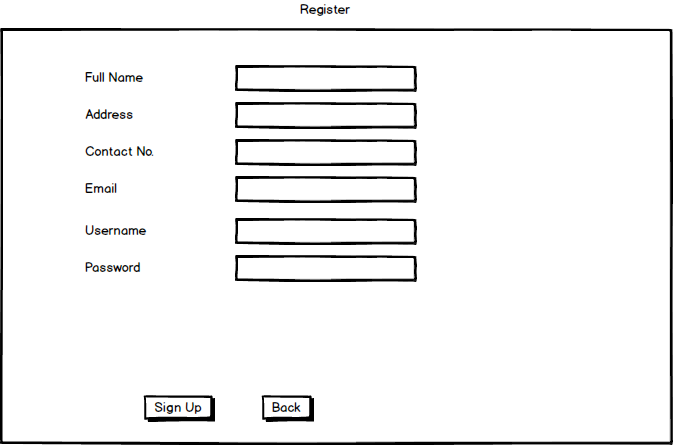 Register
Full Name
Address
Contact No.
Email
Username
Password
Sign Up
Back